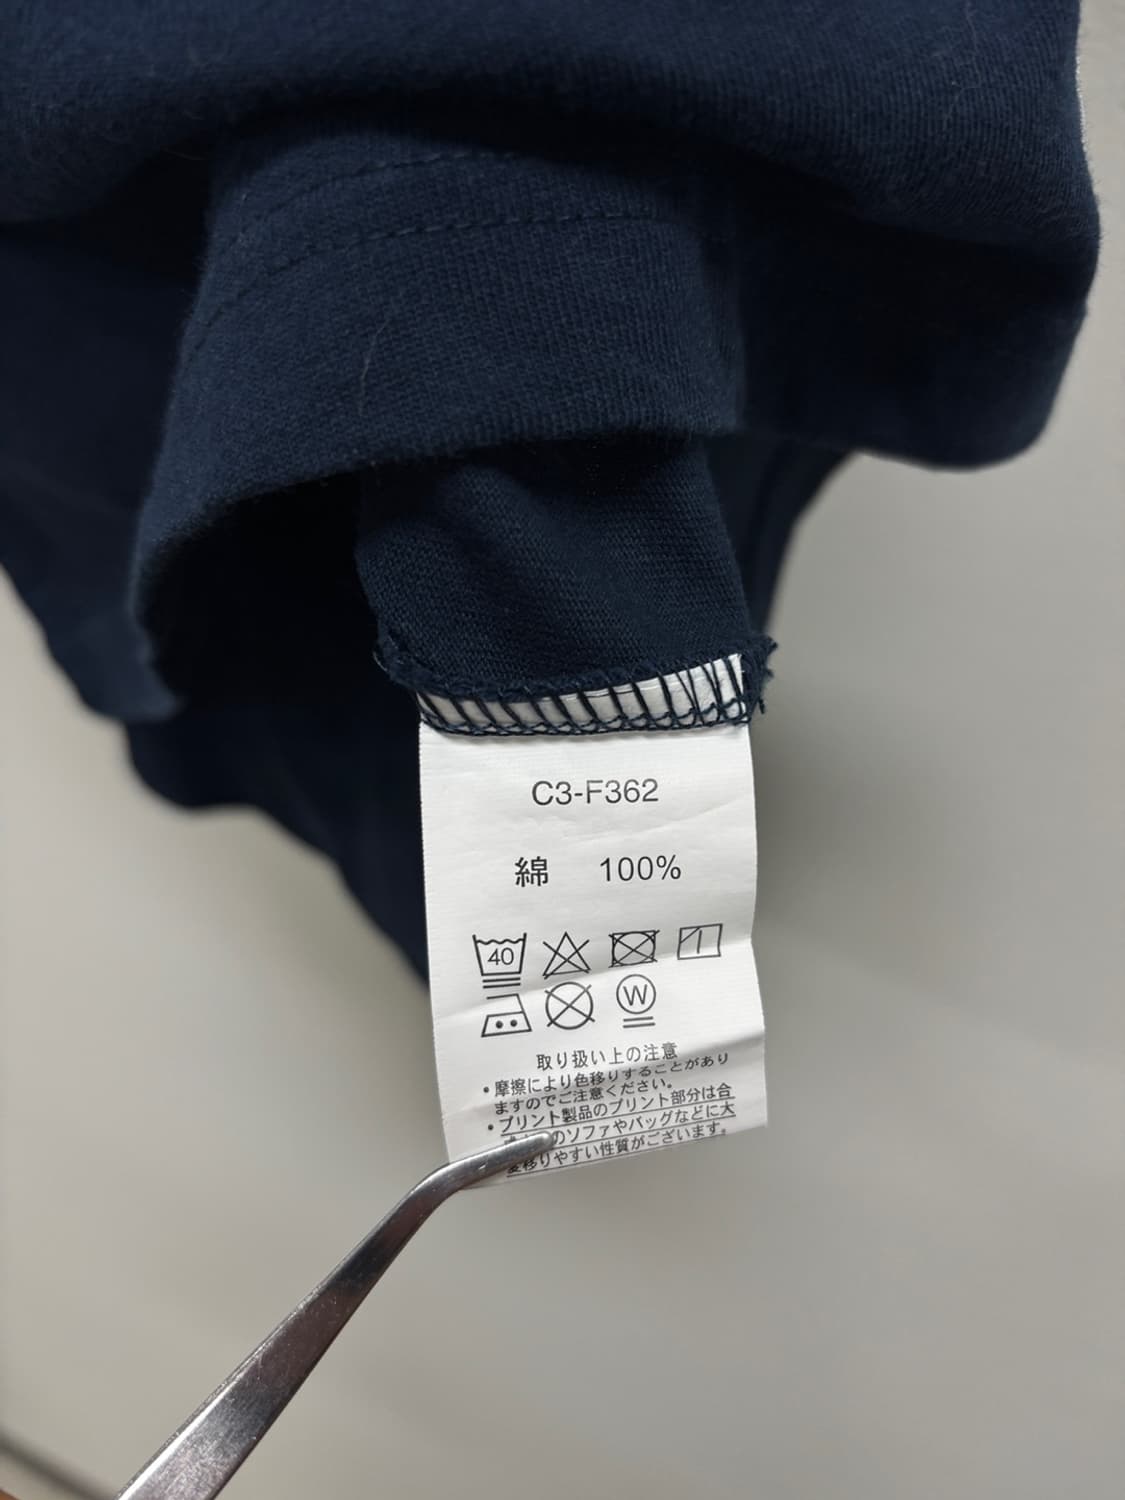 C3-F362
綿 100%
40
W
取り扱い上の注意
・摩擦により色移りすることがあり
ますのでご注意ください。
・プリント製品のプリント部分は合
のソファやバッグなどに大
変移りやすい性質がございます。